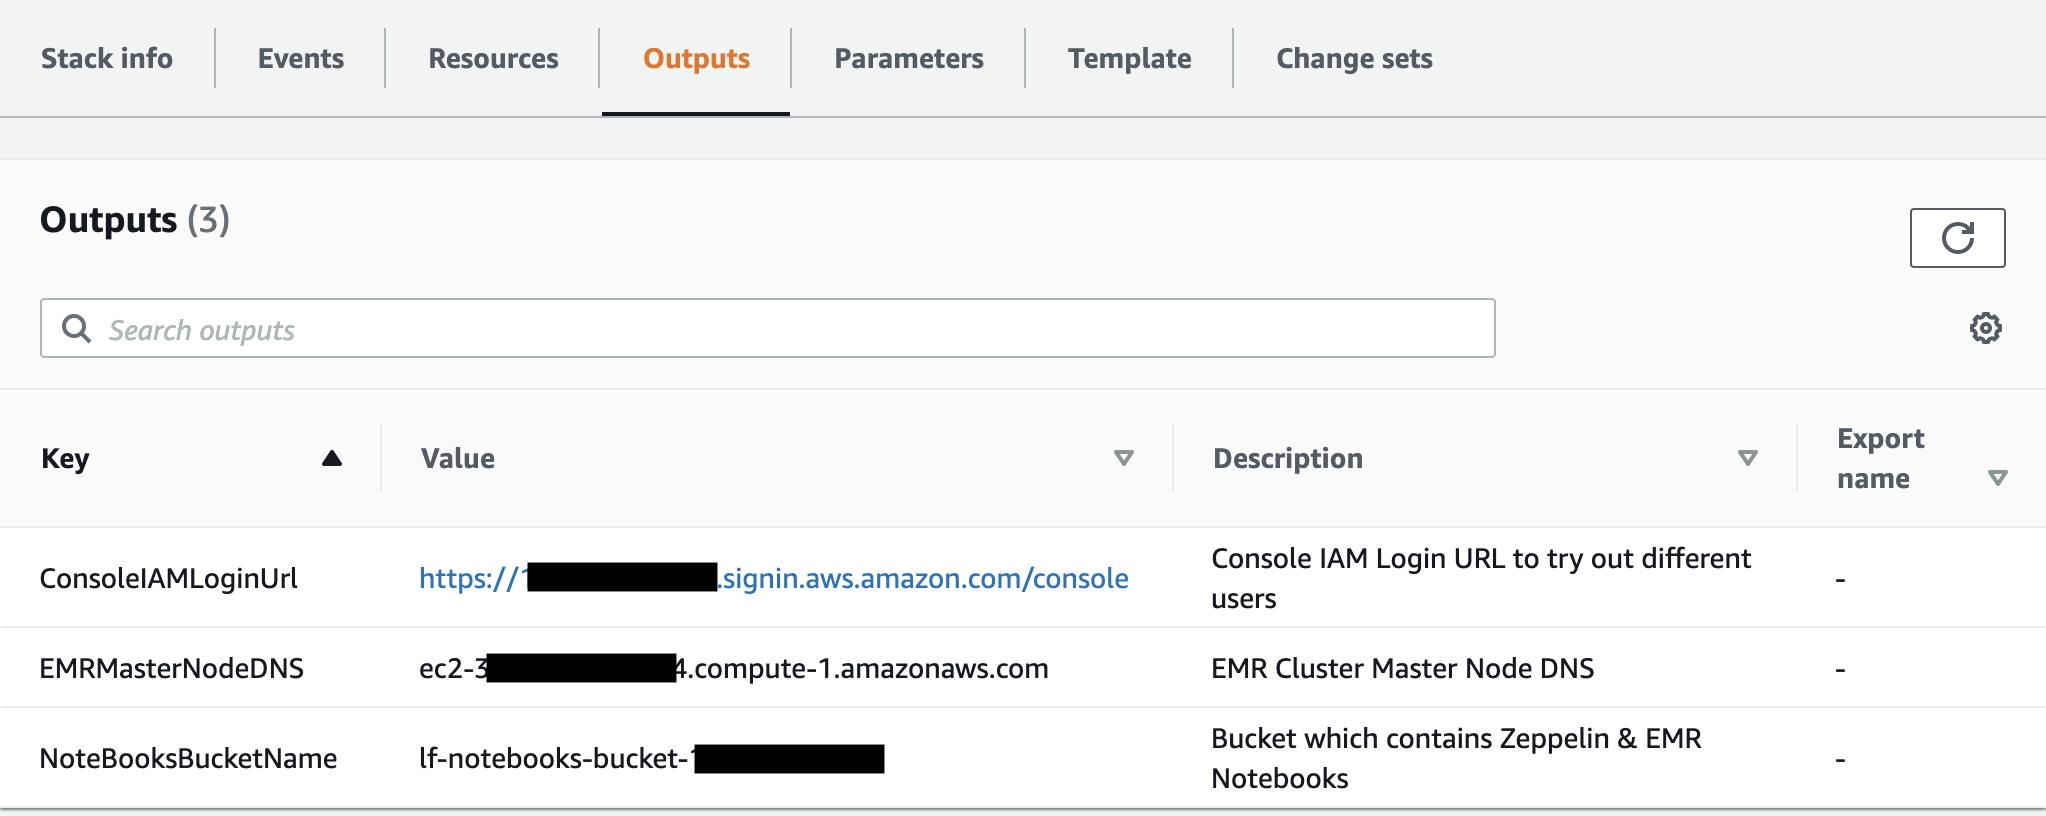 Stack info
Events
Resources
Outputs
Parameters
Template
Change sets
Outputs (3)
Search outputs
Key
Value
Description
Export
name
ConsoleIAMLoginUrl
https://1 .signin.aws.amazon.com/console
Console IAM Login URL to try out different
users
-
EMRMasterNodeDNS
ec2-3 4.compute-1.amazonaws.com
EMR Cluster Master Node DNS
-
NoteBooksBucketName
lf-notebooks-bucket-1
Bucket which contains Zeppelin & EMR
Notebooks
-